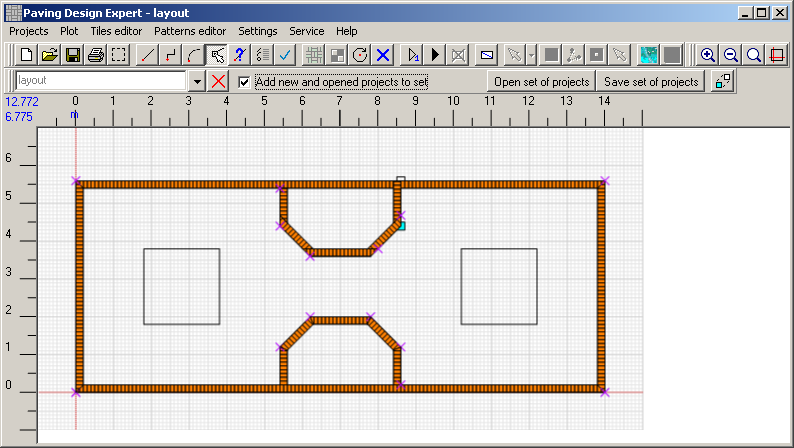 Paving Design Expert - layout
Projects Plot Tiles editor Patterns editor Settings Service Help
layout Add new and opened projects to set Open set of projects Save set of projects
12.772 0 1 2 3 4 5 6 7 8 9 10 11 12 13 14
6.775 m
6
5
4
3
2
1
0